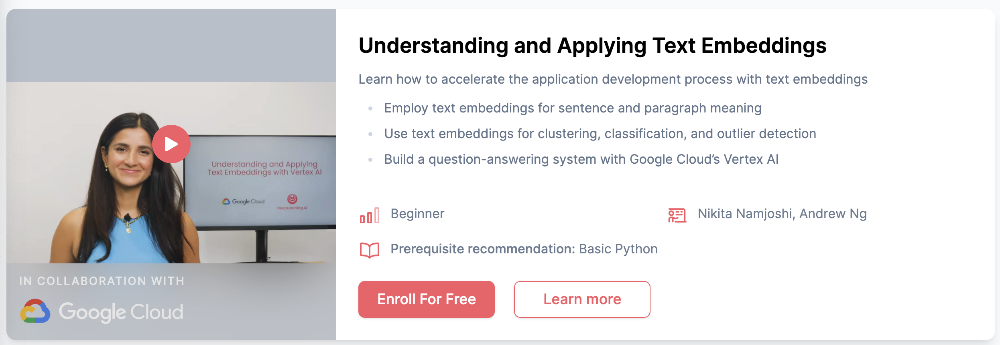 Understanding and Applying
Text Embeddings with Vertex AI
Google Cloud
DeepLearning.AI
IN COLLABORATION WITH
Google Cloud
Understanding and Applying Text Embeddings
Learn how to accelerate the application development process with text embeddings
Employ text embeddings for sentence and paragraph meaning
Use text embeddings for clustering, classification, and outlier detection
Build a question-answering system with Google Cloud’s Vertex AI
Beginner
Nikita Namjoshi, Andrew Ng
Prerequisite recommendation: Basic Python
Enroll For Free
Learn more